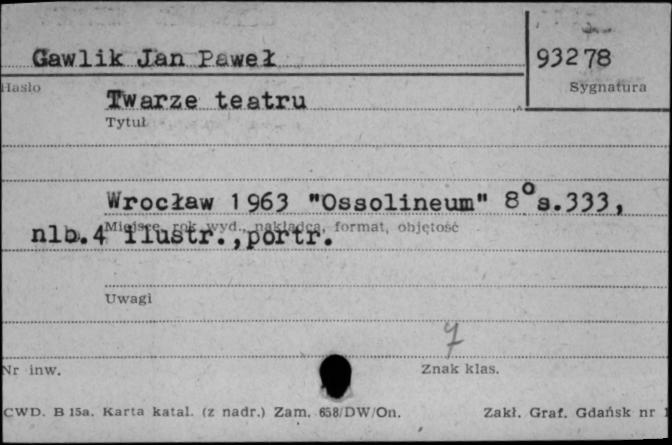 Gawlik Jan Paweł
93278
Hasło
Sygnatura
Twarze teatru
Tytuł
Wrocław 1963 "Ossolineum" 8° s.333,
Miejsce, rok wyd., nakładca, format, objętość
nlb.4 ilustr.,portr.
Uwagi
7
Nr inw.
Znak klas.
CWD. B 15a. Karta katal. (z nadr.) Zam. 658/DW/On.
Zakł. Graf. Gdańsk nr 1